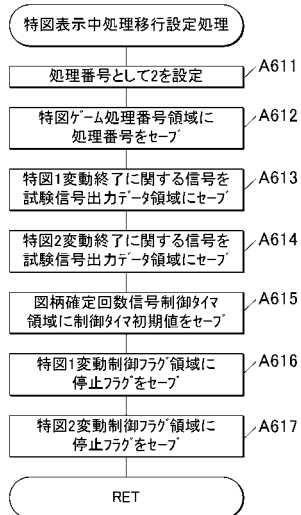 特図表示中処理移行設定処理
処理番号として2を設定
A611
特図ゲーム処理番号領域に
処理番号をセーブ
A612
特図1変動終了に関する信号を
試験信号出力データ領域にセーブ
A613
特図2変動終了に関する信号を
試験信号出力データ領域にセーブ
A614
図柄確定回数信号制御タイマ
領域に制御タイマ初期値をセーブ
A615
特図1変動制御フラグ領域に
停止フラグをセーブ
A616
特図2変動制御フラグ領域に
停止フラグをセーブ
A617
RET